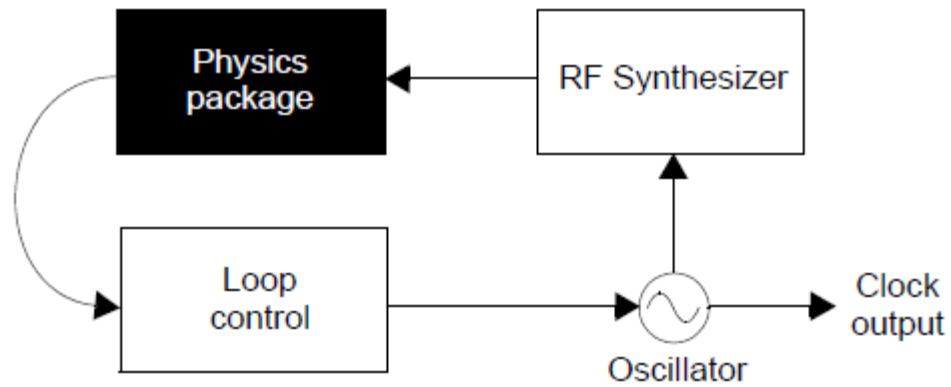 Physics
package
RF Synthesizer
Loop
control
Clock
output
Oscillator